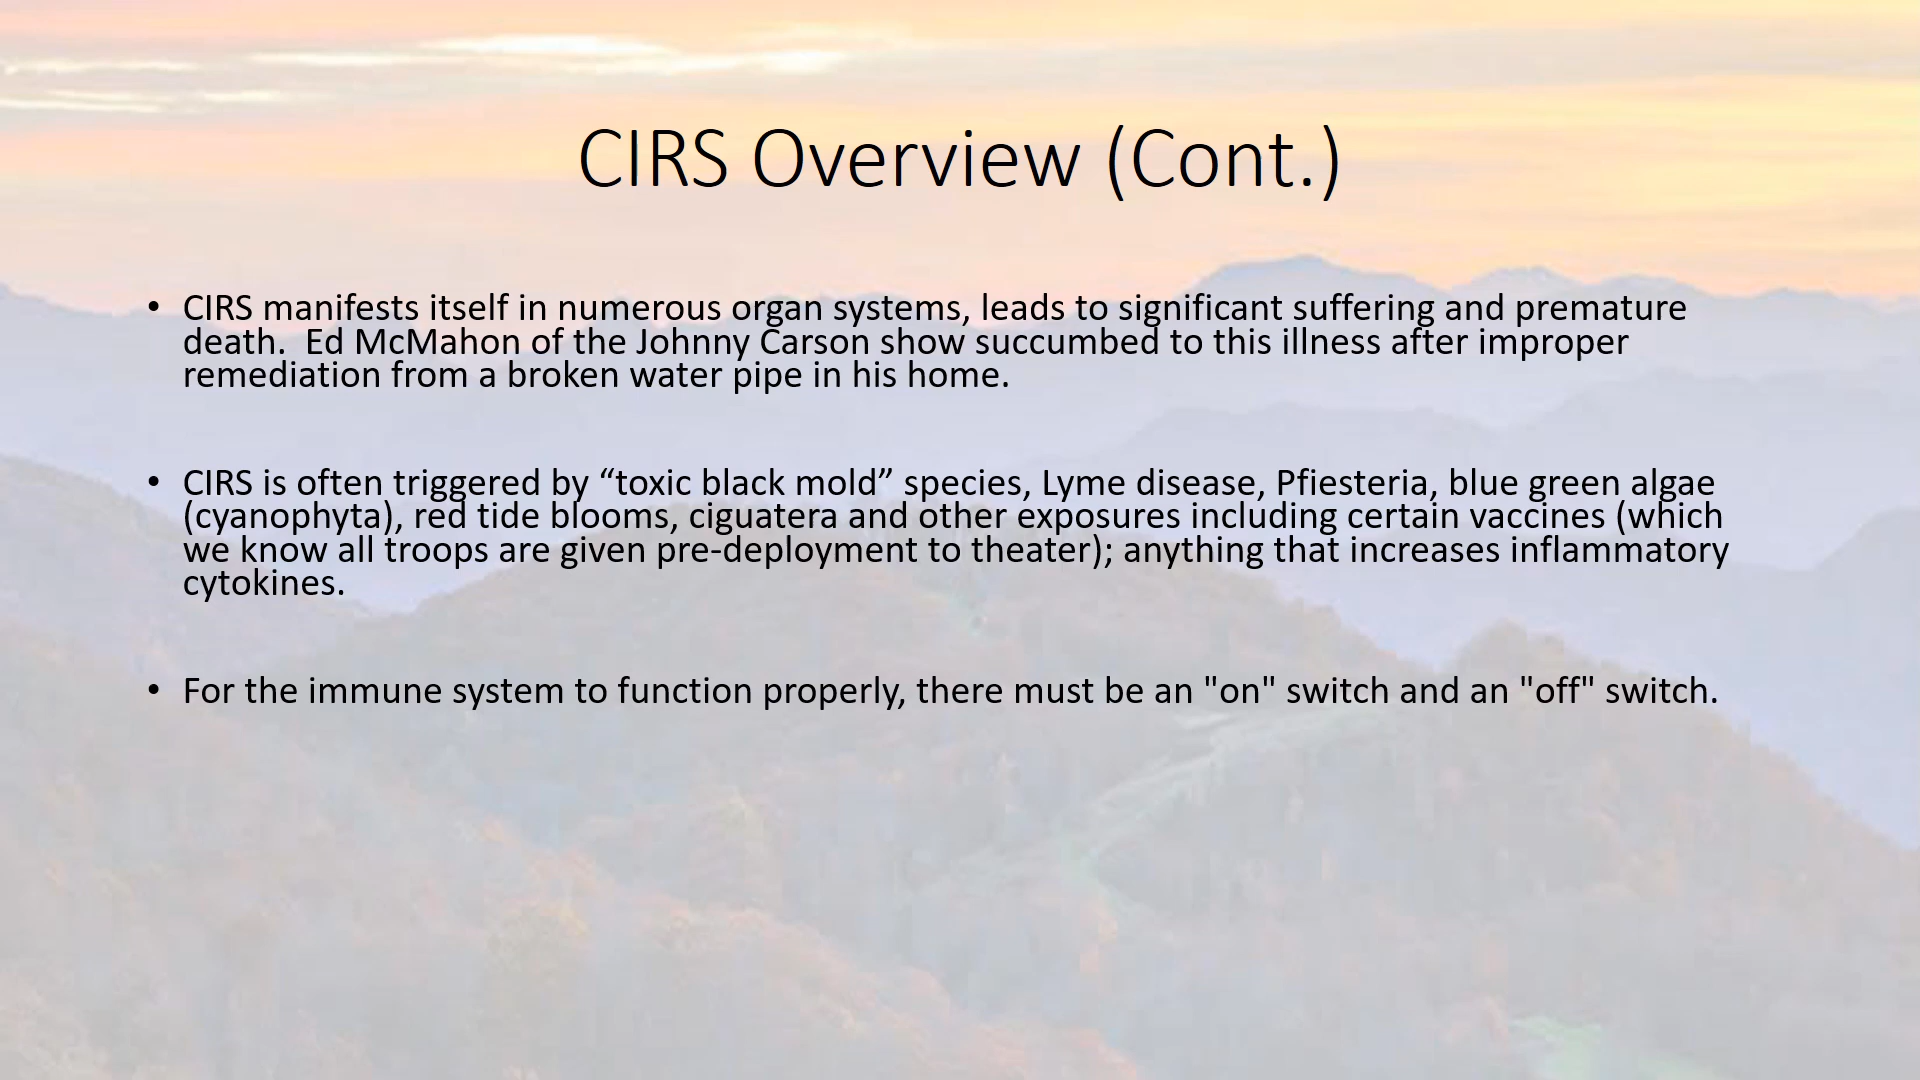 CIRS Overview (Cont.)
• CIRS manifests itself in numerous organ systems, leads to significant suffering and premature
death.  Ed McMahon of the Johnny Carson show succumbed to this illness after improper
remediation from a broken water pipe in his home.
• CIRS is often triggered by “toxic black mold” species, Lyme disease, Pfiesteria, blue green algae
(cyanophyta), red tide blooms, ciguatera and other exposures including certain vaccines (which
we know all troops are given pre-deployment to theater); anything that increases inflammatory
cytokines.
• For the immune system to function properly, there must be an "on" switch and an "off" switch.